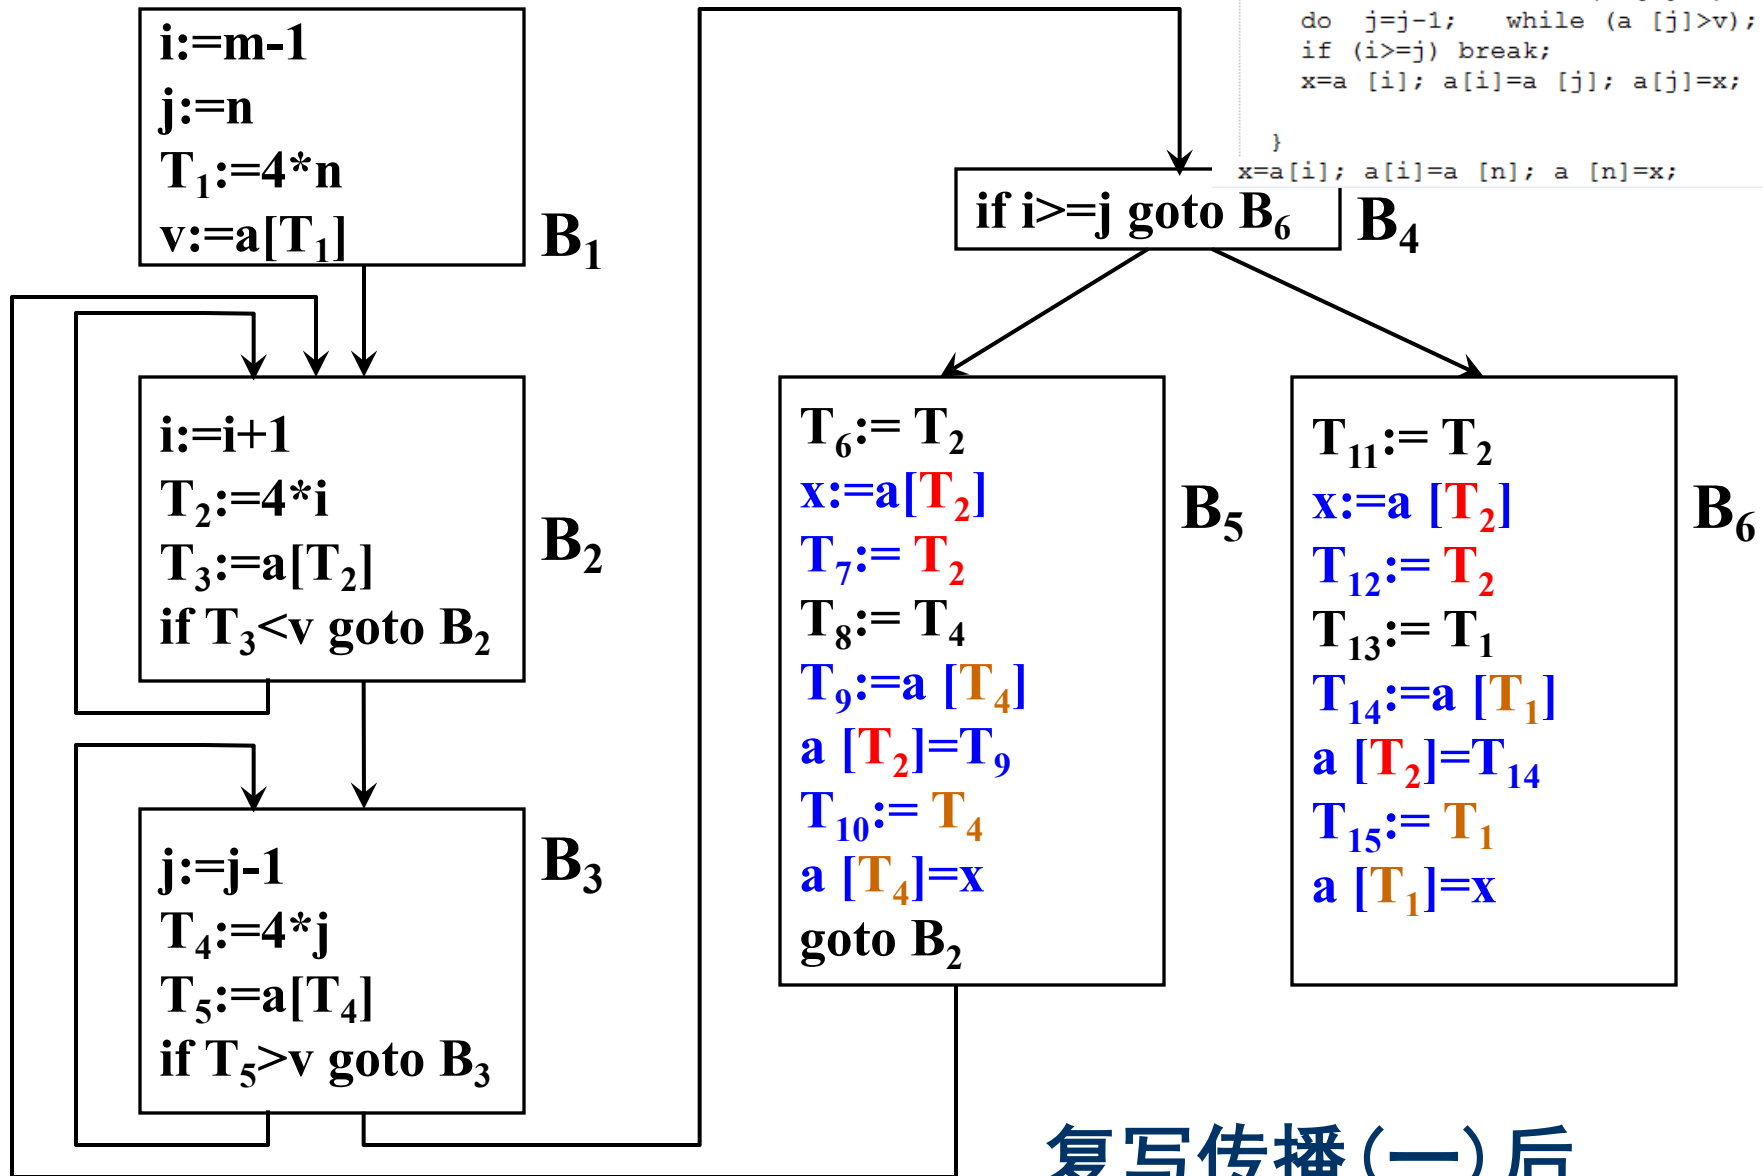 i:=m-1
j:=n
T₁:=4*n
v:=a[T₁]
B₁
i:=i+1
T₂:=4*i
T₃:=a[T₂]
if T₃<v goto B₂
B₂
j:=j-1
T₄:=4*j
T₅:=a[T₄]
if T₅>v goto B₃
B₃
do j=j-1; while (a [j]>v);
if (i>=j) break;
x=a [i]; a[i]=a [j]; a[j]=x;
}
x=a[i]; a[i]=a [n]; a [n]=x;
if i>=j goto B₆
B₄
T₆:= T₂
x:=a[T₂]
T₇:= T₂
T₈:= T₄
T₉:=a [T₄]
a [T₂]=T₉
T₁₀:= T₄
a [T₄]=x
goto B₂
B₅
T₁₁:= T₂
x:=a [T₂]
T₁₂:= T₂
T₁₃:= T₁
T₁₄:=a [T₁]
a [T₂]=T₁₄
T₁₅:= T₁
a [T₁]=x
B₆
复写传播(一)后